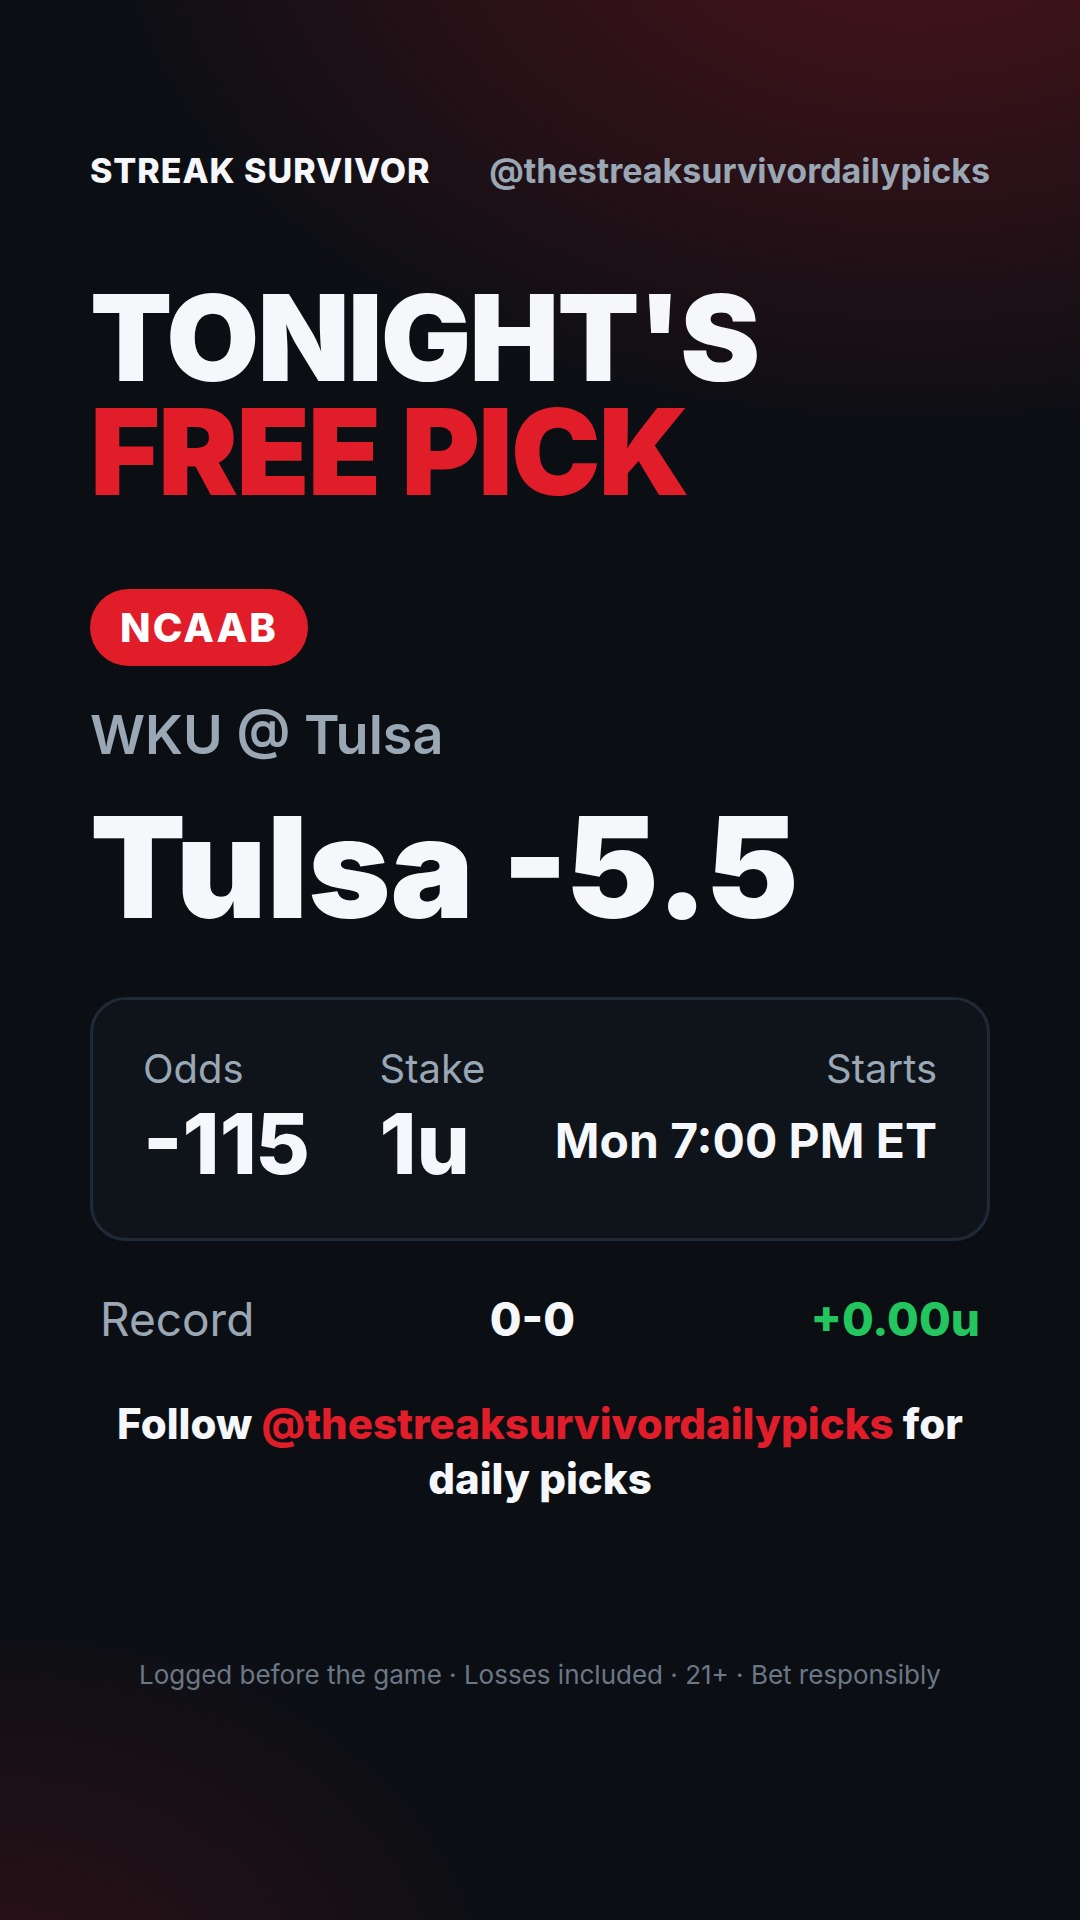 STREAK SURVIVOR @thestreaksurvivordailypicks
TONIGHT'S
FREE PICK
NCAAB
WKU @ Tulsa
Tulsa -5.5
Odds Stake Starts
-115 1u Mon 7:00 PM ET
Record 0-0 +0.00u
Follow @thestreaksurvivordailypicks for
daily picks
Logged before the game · Losses included · 21+ · Bet responsibly